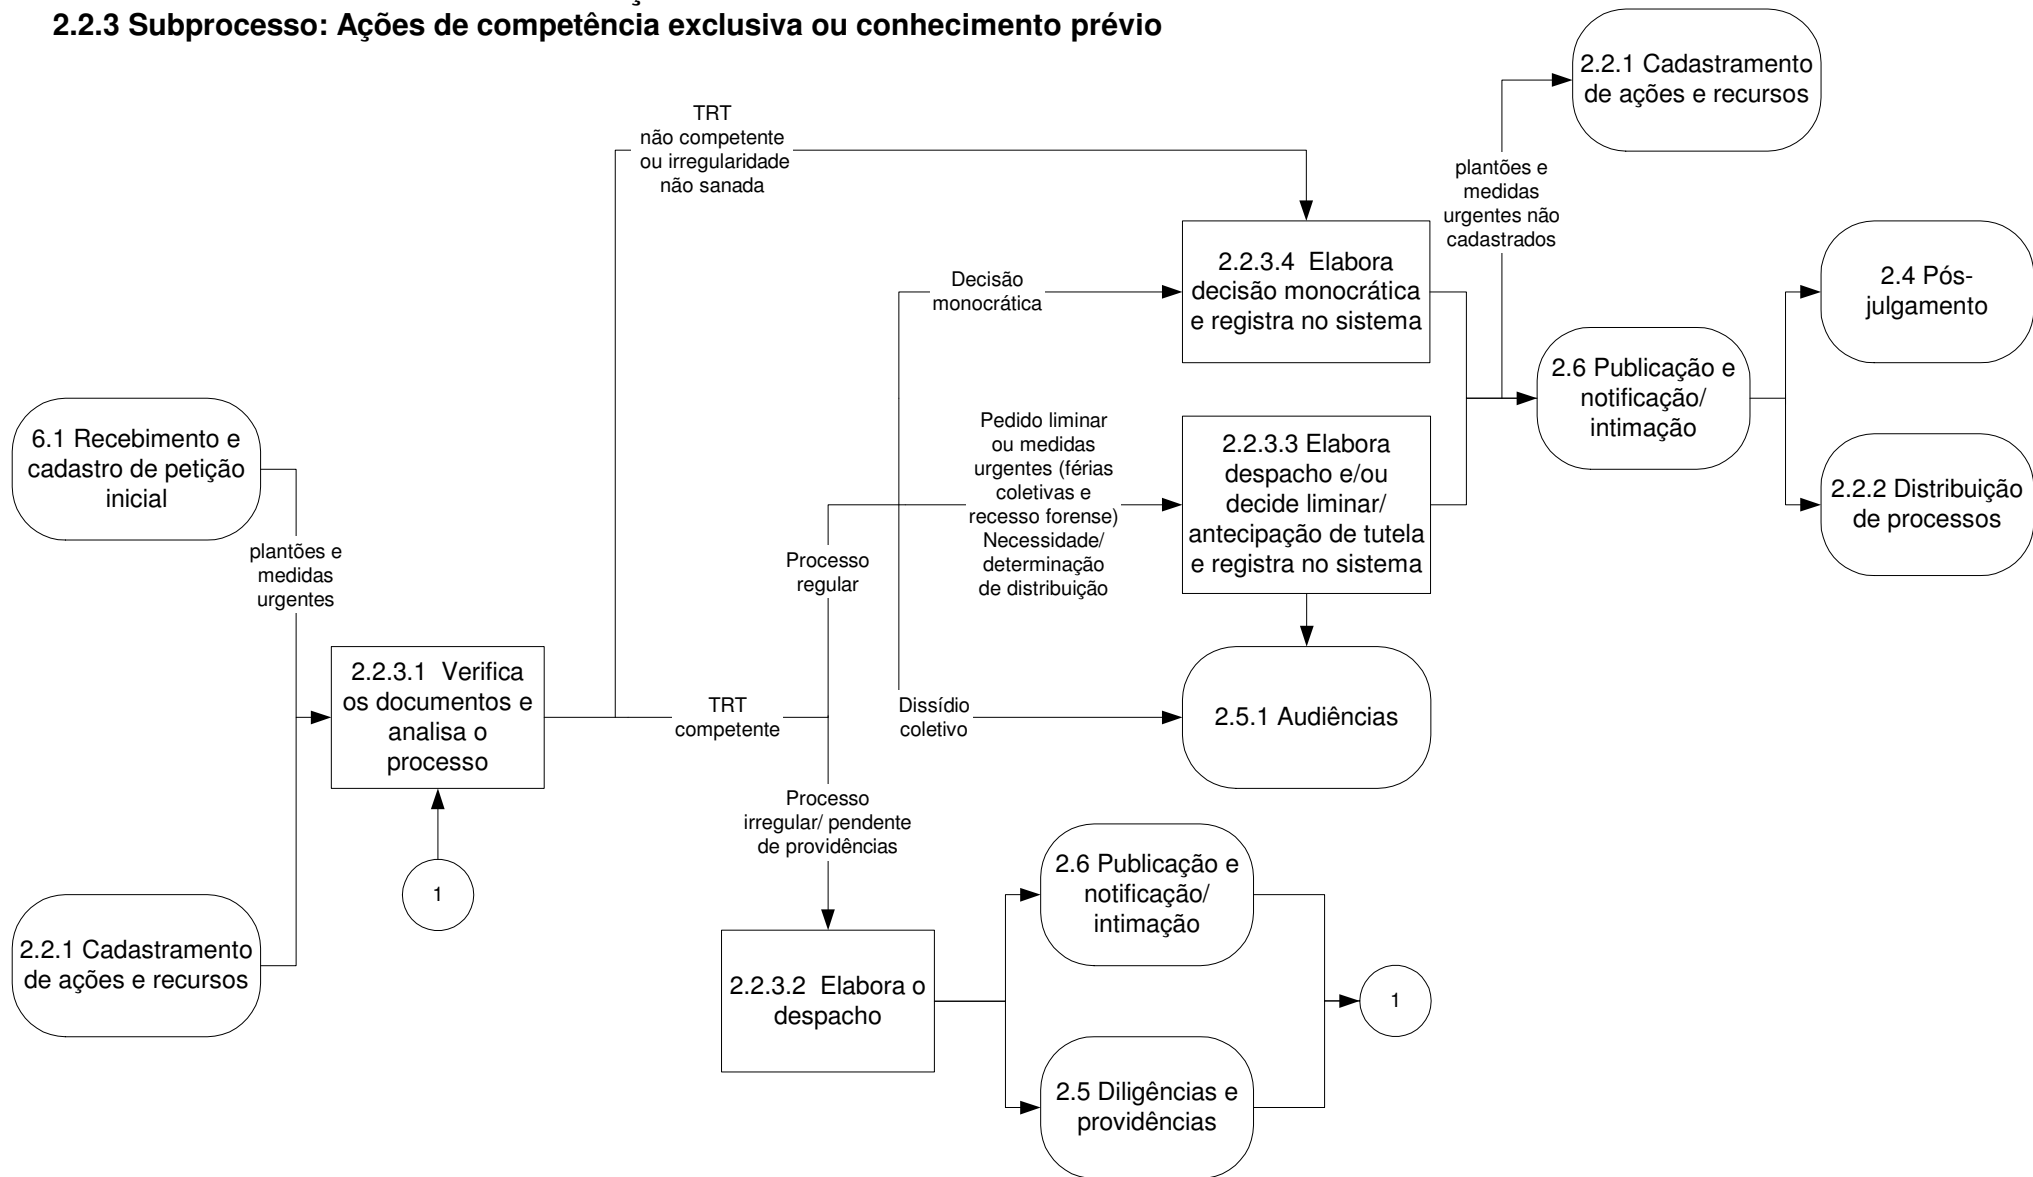 2.2.3 Subprocesso: Ações de competência exclusiva ou conhecimento prévio
2.2.1 Cadastramento
de ações e recursos
TRT
não competente
ou irregularidade
não sanada
plantões e
medidas
urgentes não
cadastrados
2.2.3.4 Elabora
decisão monocrática
e registra no sistema
Decisão
monocrática
2.4 Pós-
julgamento
2.6 Publicação e
notificação/
intimação
6.1 Recebimento e
cadastro de petição
inicial
Pedido liminar
ou medidas
urgentes (férias
coletivas e
recesso forense)
Necessidade/
determinação
de distribuição
2.2.3.3 Elabora
despacho e/ou
decide liminar/
antecipação de tutela
e registra no sistema
2.2.2 Distribuição
de processos
plantões e
medidas
urgentes
Processo
regular
2.2.3.1 Verifica
os documentos e
analisa o
processo
TRT
competente
Dissídio
coletivo
2.5.1 Audiências
Processo
irregular/ pendente
de providências
1
2.6 Publicação e
notificação/
intimação
2.2.1 Cadastramento
de ações e recursos
2.2.3.2 Elabora o
despacho
1
2.5 Diligências e
providências